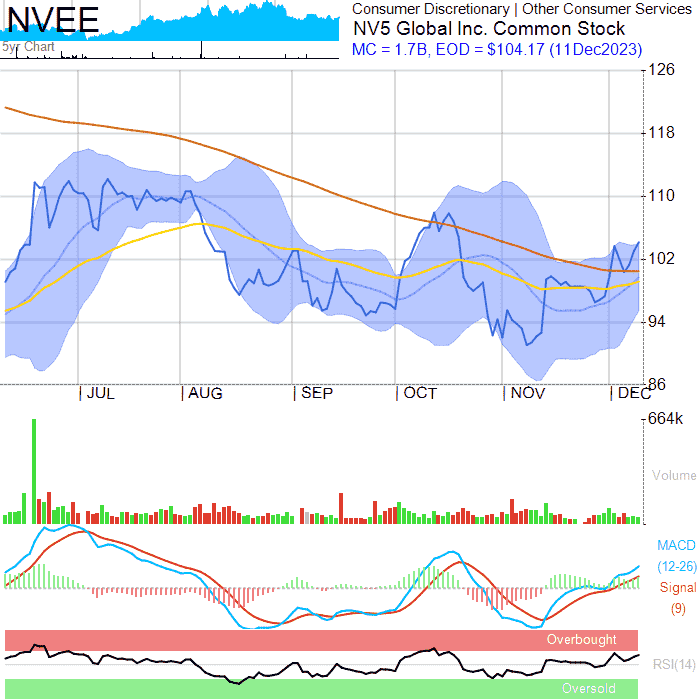 NVEE
5yr Chart
Consumer Discretionary | Other Consumer Services
NV5 Global Inc. Common Stock
MC = 1.7B, EOD = $104.17 (11Dec2023)
126
118
110
102
94
86
JUL AUG SEP OCT NOV DEC
664k
Volume
MACD
(12-26)
Signal
(9)
Overbought
RSI(14)
Oversold